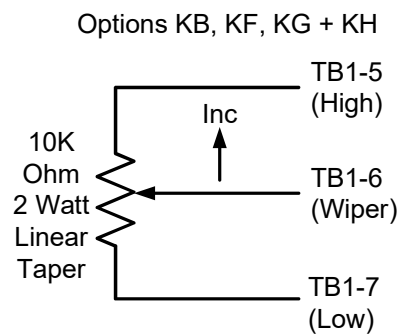 Options KB, KF, KG + KH
TB1-5
(High)
Inc
10K
Ohm
2 Watt
Linear
Taper
TB1-6
(Wiper)
TB1-7
(Low)